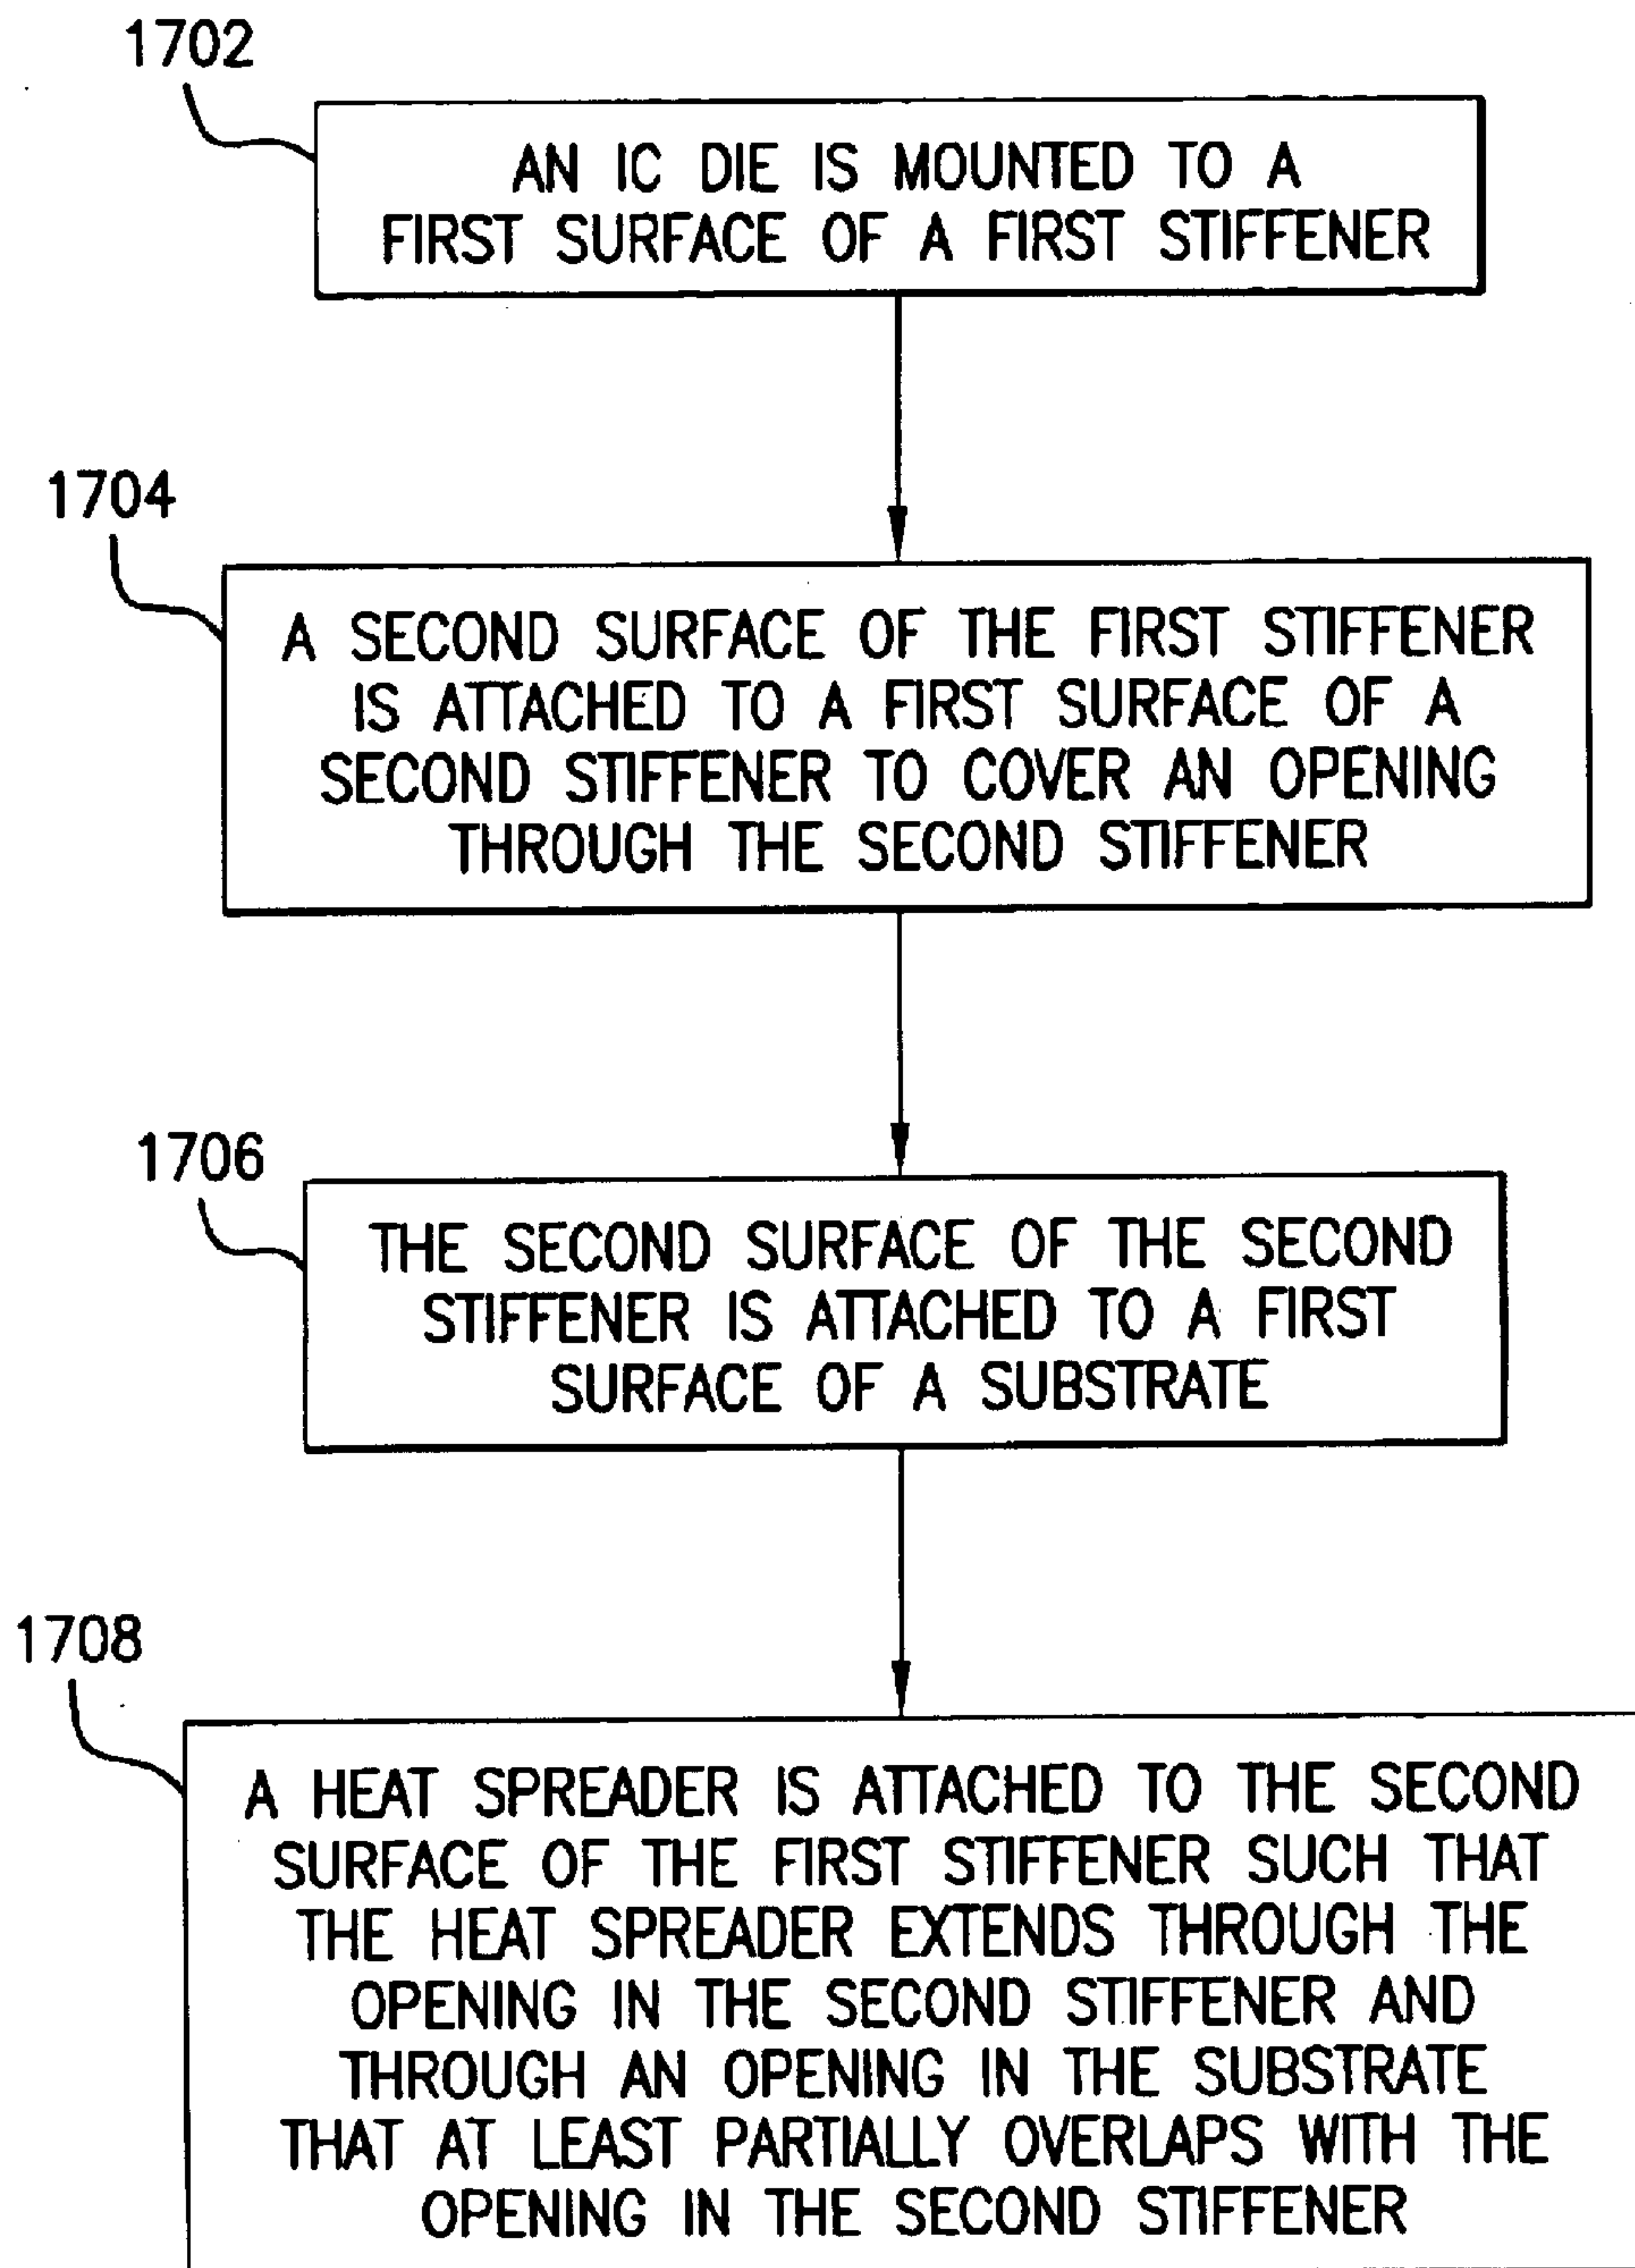 1702
AN IC DIE IS MOUNTED TO A
FIRST SURFACE OF A FIRST STIFFENER
1704
A SECOND SURFACE OF THE FIRST STIFFENER
IS ATTACHED TO A FIRST SURFACE OF A
SECOND STIFFENER TO COVER AN OPENING
THROUGH THE SECOND STIFFENER
1706
THE SECOND SURFACE OF THE SECOND
STIFFENER IS ATTACHED TO A FIRST
SURFACE OF A SUBSTRATE
1708
A HEAT SPREADER IS ATTACHED TO THE SECOND
SURFACE OF THE FIRST STIFFENER SUCH THAT
THE HEAT SPREADER EXTENDS THROUGH THE
OPENING IN THE SECOND STIFFENER AND
THROUGH AN OPENING IN THE SUBSTRATE
THAT AT LEAST PARTIALLY OVERLAPS WITH THE
OPENING IN THE SECOND STIFFENER